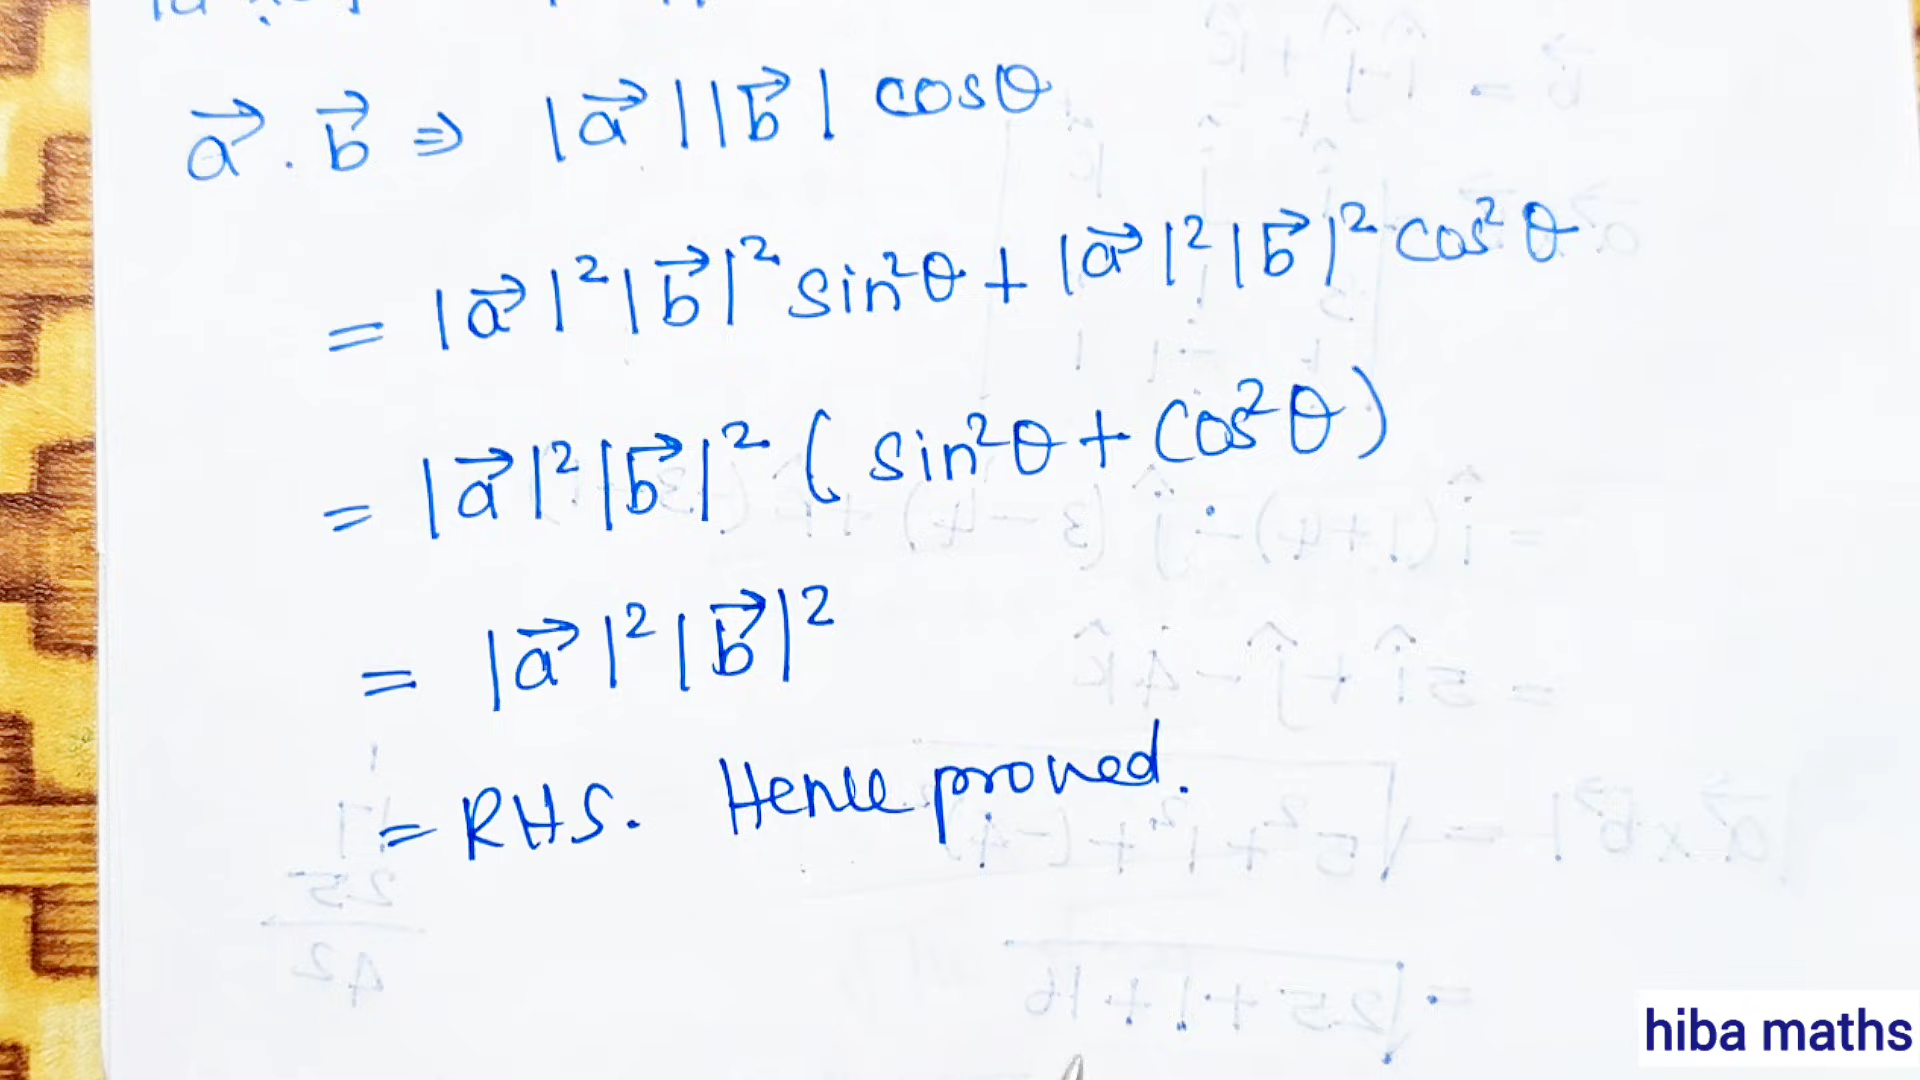 a⃗ . b⃗ ⇒ |a⃗||b⃗| cosθ
= |a⃗|²|b⃗|² sin²θ + |a⃗|²|b⃗|² cos²θ
= |a⃗|²|b⃗|² ( sin²θ + cos²θ )
= |a⃗|²|b⃗|²
= RHS. Hence proved.
hiba maths